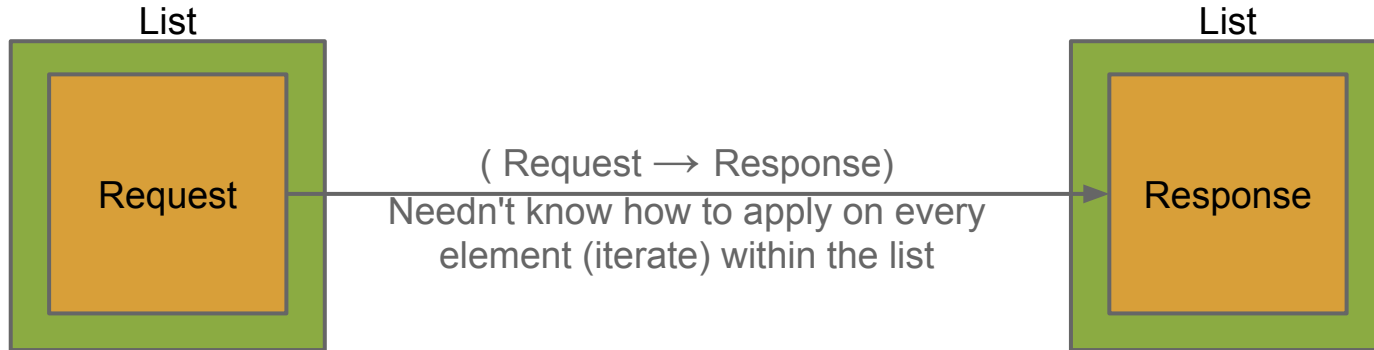 List
List
Request
( Request → Response)
Needn't know how to apply on every
element (iterate) within the list
Response